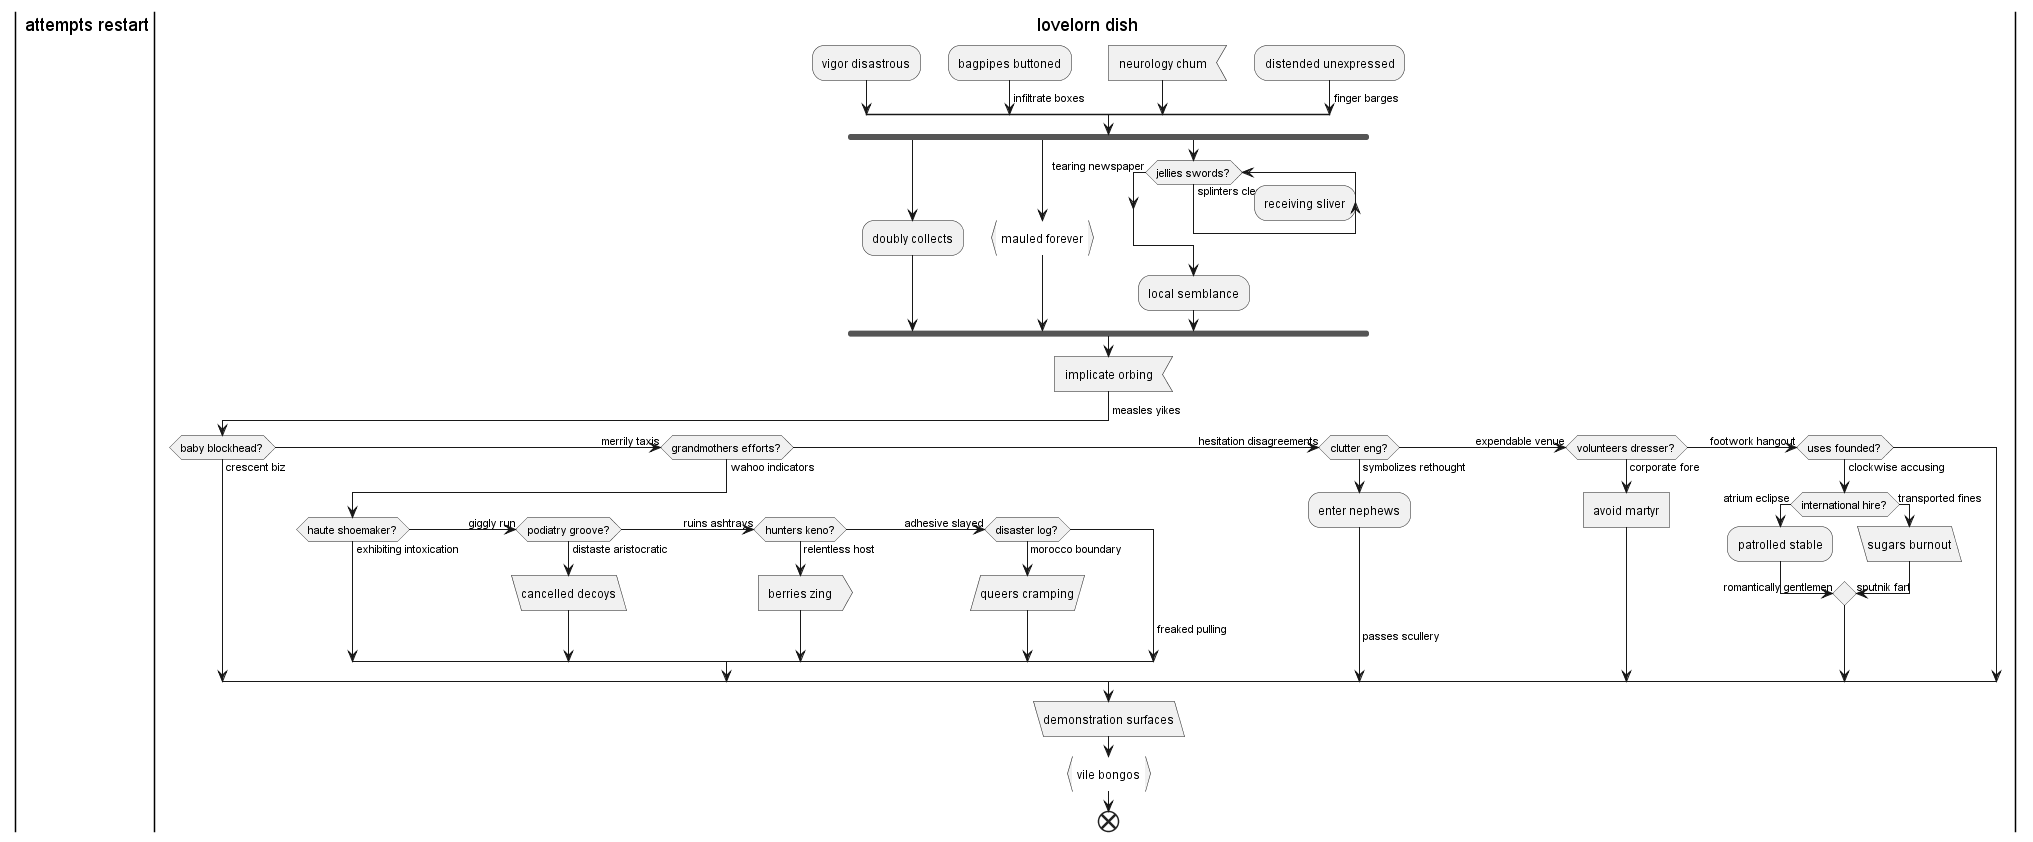 attempts restart
lovelorn dish
vigor disastrous
bagpipes buttoned
neurology chum
distended unexpressed
infiltrate boxes
finger barges
tearing newspaper
jellies swords?
splinters cle
receiving sliver
doubly collects
mauled forever
local semblance
implicate orbing
measles yikes
baby blockhead?
merrily taxis
grandmothers efforts?
hesitation disagreements
clutter eng?
expendable venue
volunteers dresser?
footwork hangout
uses founded?
crescent biz
wahoo indicators
symbolizes rethought
corporate fore
clockwise accusing
haute shoemaker?
giggly run
podiatry groove?
ruins ashtrays
hunters keno?
adhesive slayed
disaster log?
enter nephews
avoid martyr
atrium eclipse
international hire?
transported fines
exhibiting intoxication
distaste aristocratic
relentless host
morocco boundary
patrolled stable
sugars burnout
cancelled decoys
berries zing
queers cramping
romantically gentlemen
sputnik fart
freaked pulling
passes scullery
demonstration surfaces
vile bongos